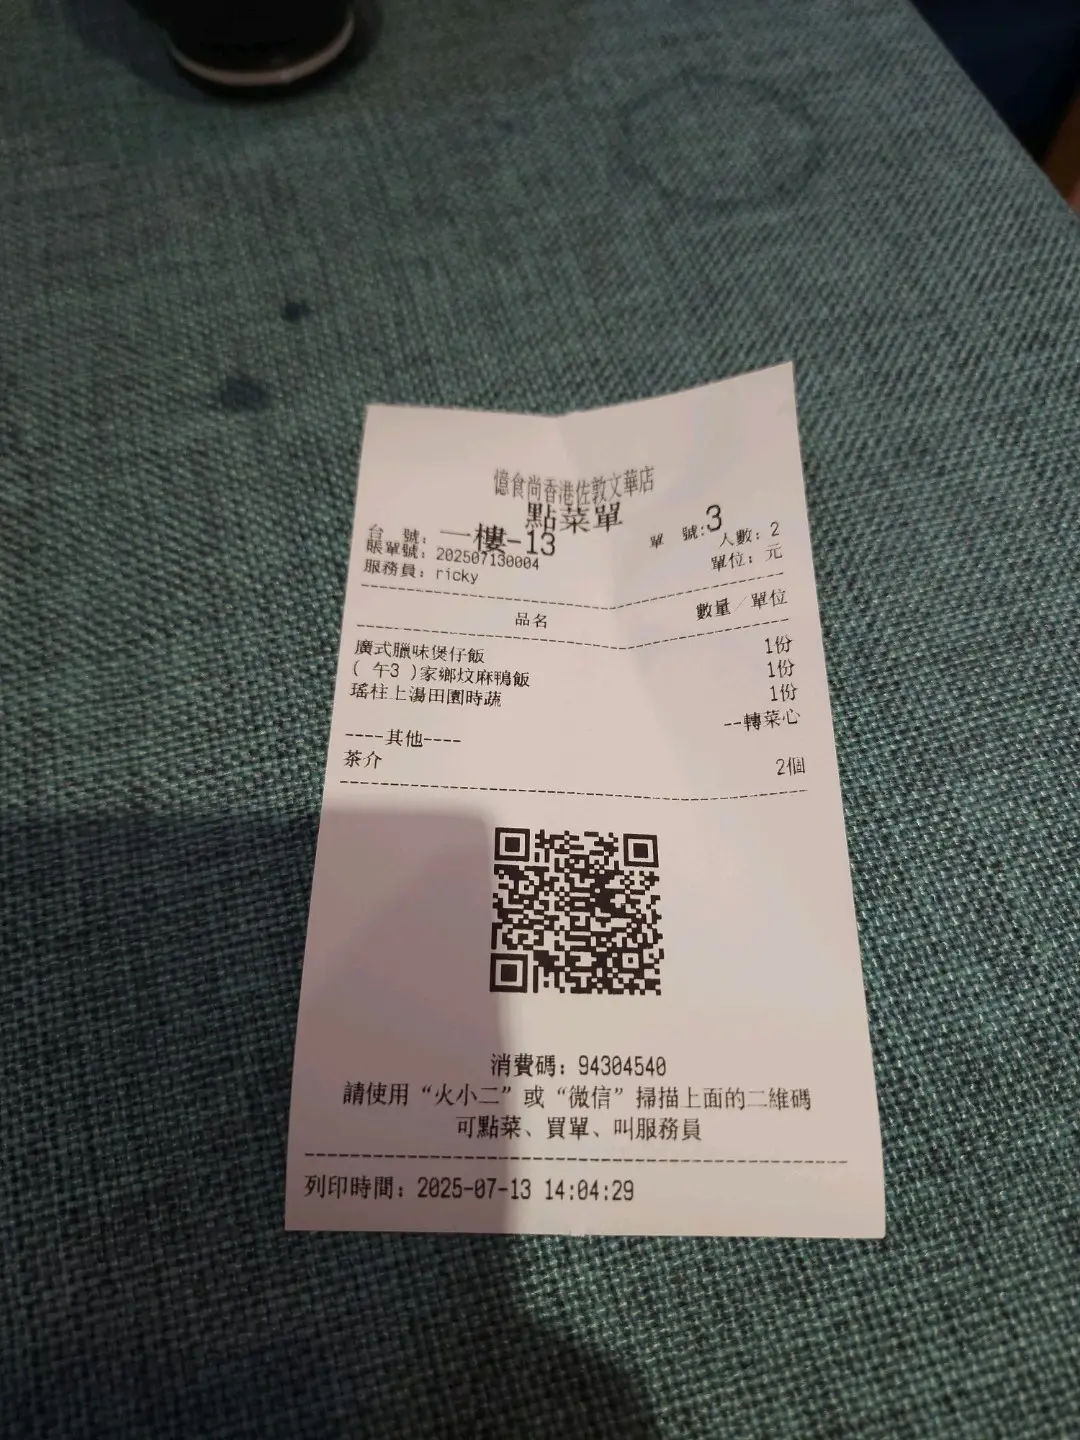 憶食尚香港佐敦文華店
點菜單
台 號: 一樓-13 單 號:3
賬單號: 202507130004 人數: 2
服務員: ricky 單位: 元
品名 數量/單位
廣式臘味煲仔飯 1份
( 午3 )家鄉炆麻鴨飯 1份
瑤柱上湯田園時蔬 1份
--轉菜心
----其他----
茶介 2個
消費碼: 94304540
請使用“火小二”或“微信”掃描上面的二維碼
可點菜、買單、叫服務員
列印時間: 2025-07-13 14:04:29